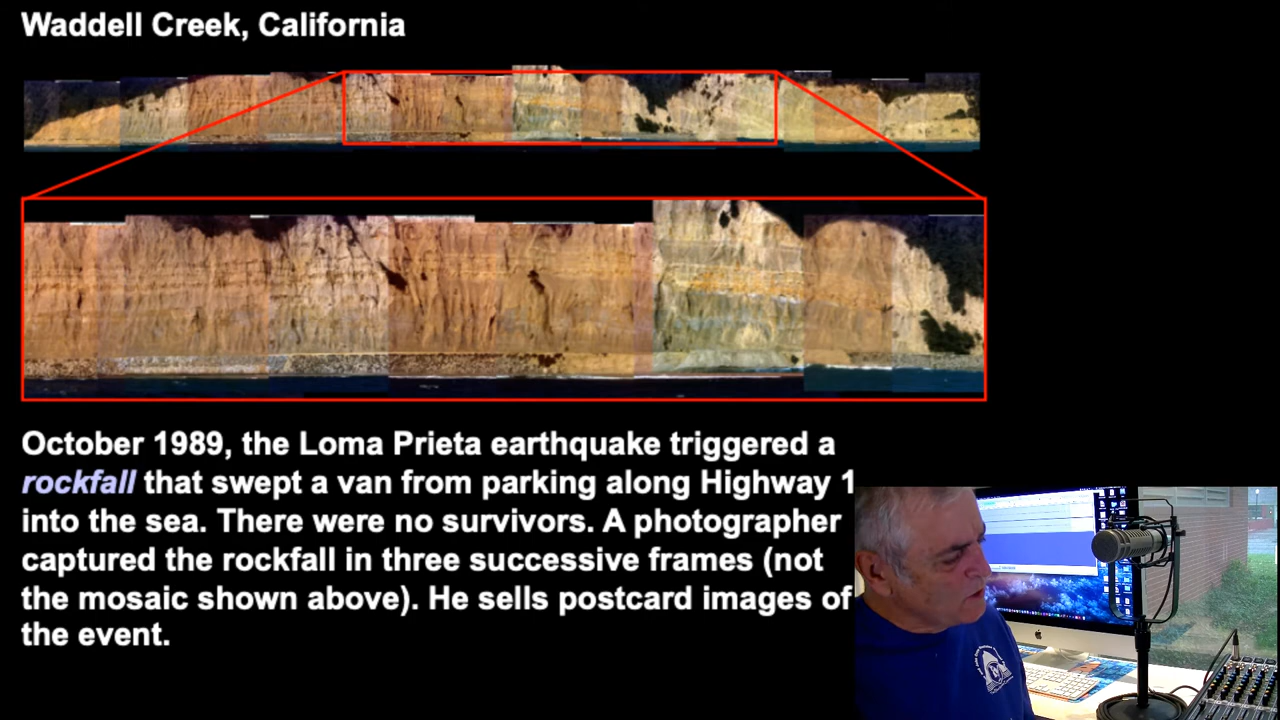 Waddell Creek, California
October 1989, the Loma Prieta earthquake triggered a
rockfall that swept a van from parking along Highway 1
into the sea. There were no survivors. A photographer
captured the rockfall in three successive frames (not
the mosaic shown above). He sells postcard images of
the event.